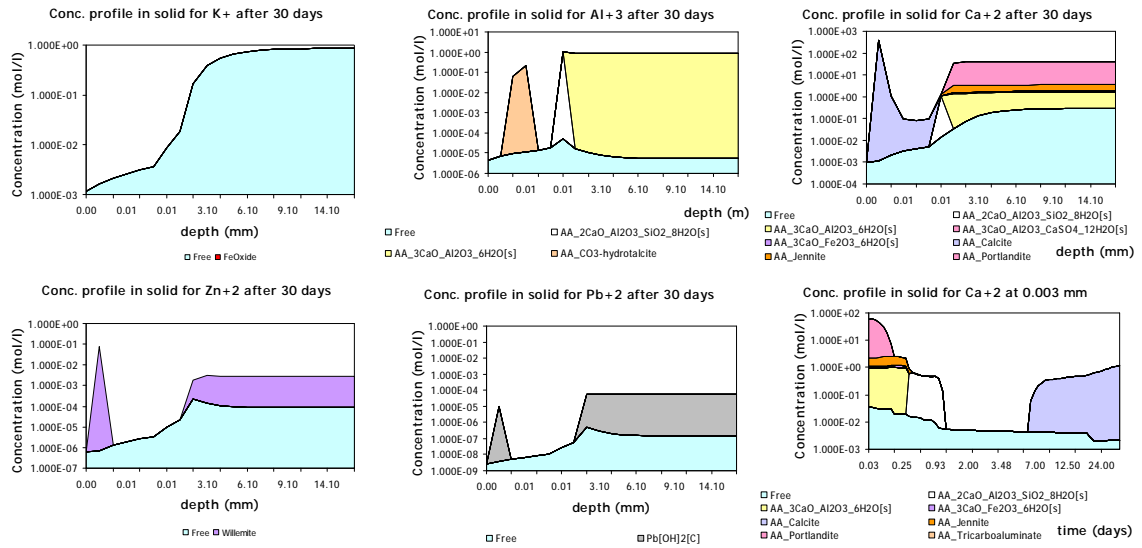 Conc. profile in solid for K+ after 30 days
Concentration (mol/l)
1.000E+00
1.000E-01
1.000E-02
1.000E-03
0.00 0.01 0.01 3.10 6.10 9.10 14.10
depth (mm)
Free FeOxide
Conc. profile in solid for Al+3 after 30 days
Concentration (mol/l)
1.000E+01
1.000E+00
1.000E-01
1.000E-02
1.000E-03
1.000E-04
1.000E-05
1.000E-06
0.00 0.01 0.01 3.10 6.10 9.10 14.10
depth (m)
Free AA_2CaO_Al2O3_SiO2_8H2O[s]
AA_3CaO_Al2O3_6H2O[s] AA_CO3-hydrotalcite
Conc. profile in solid for Ca+2 after 30 days
Concentration (mol/l)
1.000E+03
1.000E+02
1.000E+01
1.000E+00
1.000E-01
1.000E-02
1.000E-03
1.000E-04
0.00 0.01 0.01 3.10 6.10 9.10 14.10
Free AA_2CaO_Al2O3_SiO2_8H2O[s]
AA_3CaO_Al2O3_6H2O[s] AA_3CaO_Al2O3_CaSO4_12H2O[s]
AA_3CaO_Fe2O3_6H2O[s] AA_Calcite
AA_Jennite AA_Portlandite
depth (mm)
Conc. profile in solid for Zn+2 after 30 days
Concentration (mol/l)
1.000E+00
1.000E-01
1.000E-02
1.000E-03
1.000E-04
1.000E-05
1.000E-06
1.000E-07
0.00 0.01 0.01 3.10 6.10 9.10 14.10
depth (mm)
Free Willemite
Conc. profile in solid for Pb+2 after 30 days
Concentration (mol/l)
1.000E+00
1.000E-01
1.000E-02
1.000E-03
1.000E-04
1.000E-05
1.000E-06
1.000E-07
1.000E-08
1.000E-09
0.00 0.01 0.01 3.10 6.10 9.10 14.10
depth (mm)
Free Pb[OH]2[C]
Conc. profile in solid for Ca+2 at 0.003 mm
Concentration (mol/l)
1.000E+02
1.000E+01
1.000E+00
1.000E-01
1.000E-02
1.000E-03
0.03 0.25 0.93 2.00 3.48 7.00 12.50 24.00
Free AA_2CaO_Al2O3_SiO2_8H2O[s]
AA_3CaO_Al2O3_6H2O[s] AA_3CaO_Fe2O3_6H2O[s]
AA_Calcite AA_Jennite
AA_Portlandite AA_Tricarboaluminate
time (days)